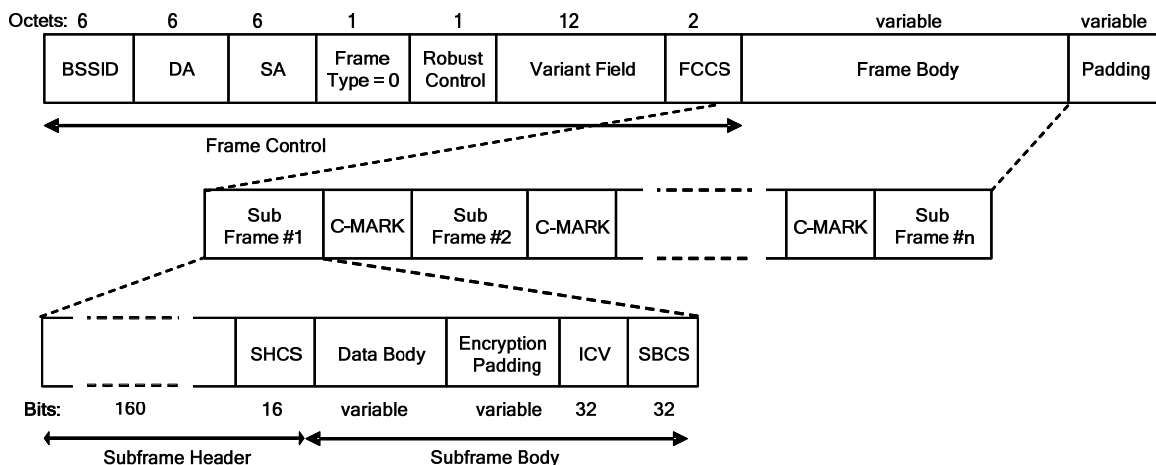 Octets: 6 6 6 1 1 12 2 variable variable
BSSID DA SA Frame Type = 0 Robust Control Variant Field FCCS Frame Body Padding
Frame Control
Sub Frame #1 C-MARK Sub Frame #2 C-MARK C-MARK Sub Frame #n
SHCS Data Body Encryption Padding ICV SBCS
Bits: 160 16 variable variable 32 32
Subframe Header Subframe Body